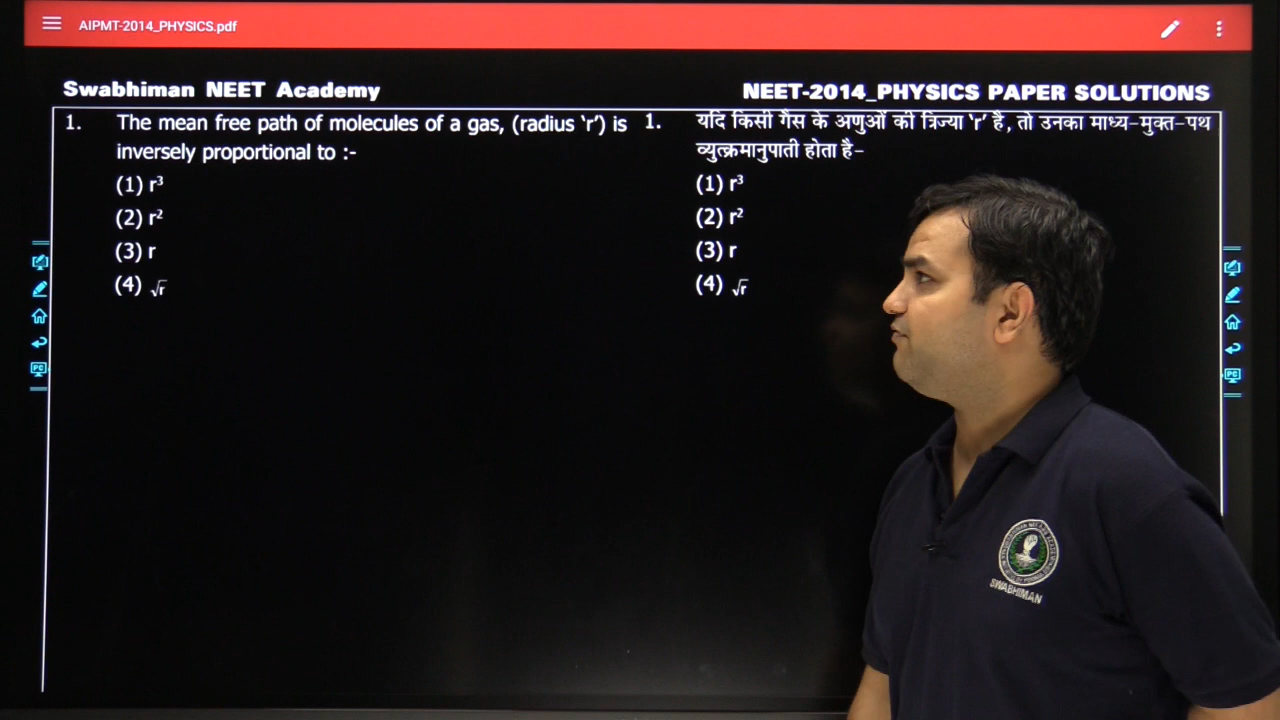 AIPMT-2014_PHYSICS.pdf
Swabhiman NEET Academy
NEET-2014_PHYSICS PAPER SOLUTIONS
1. The mean free path of molecules of a gas, (radius ‘r’) is
inversely proportional to :-
(1) r³
(2) r²
(3) r
(4) √r
1. यदि किसी गैस के अणुओं की त्रिज्या ‘r’ है, तो उनका माध्य-मुक्त-पथ
व्युत्क्रमानुपाती होता है-
(1) r³
(2) r²
(3) r
(4) √r
PC
PC
SWABHIMAN